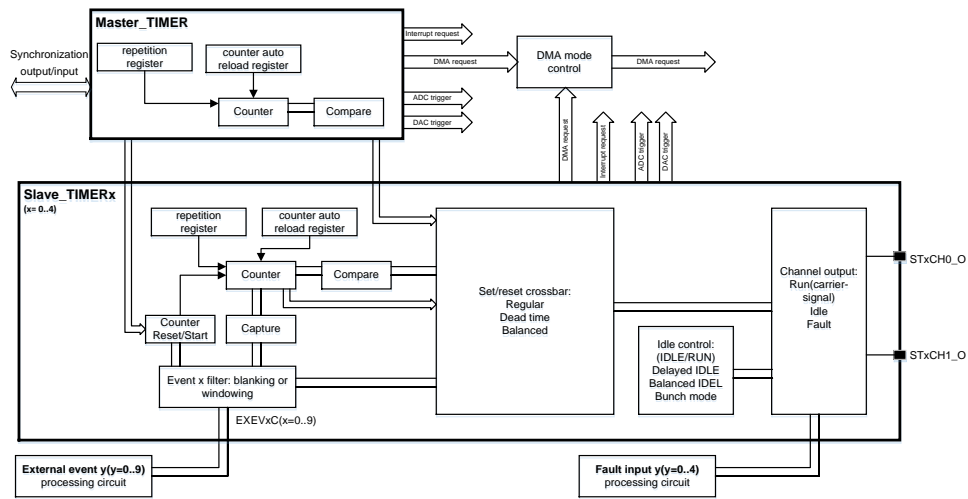 Master_TIMER
Synchronization
output/input
repetition
register
counter auto
reload register
Counter
Compare
Interrupt request
DMA request
ADC trigger
DAC trigger
DMA mode
control
DMA request
DMA request
Interrupt request
ADC trigger
DAC trigger
Slave_TIMERx
(x= 0..4)
repetition
register
counter auto
reload register
Counter
Compare
Counter
Reset/Start
Capture
Event x filter: blanking or
windowing
EXEVxC(x=0..9)
Set/reset crossbar:
Regular
Dead time
Balanced
Idle control:
(IDLE/RUN)
Delayed IDLE
Balanced IDEL
Bunch mode
Channel output:
Run(carrier-
signal)
Idle
Fault
STxCH0_O
STxCH1_O
External event y(y=0..9)
processing circuit
Fault input y(y=0..4)
processing circuit